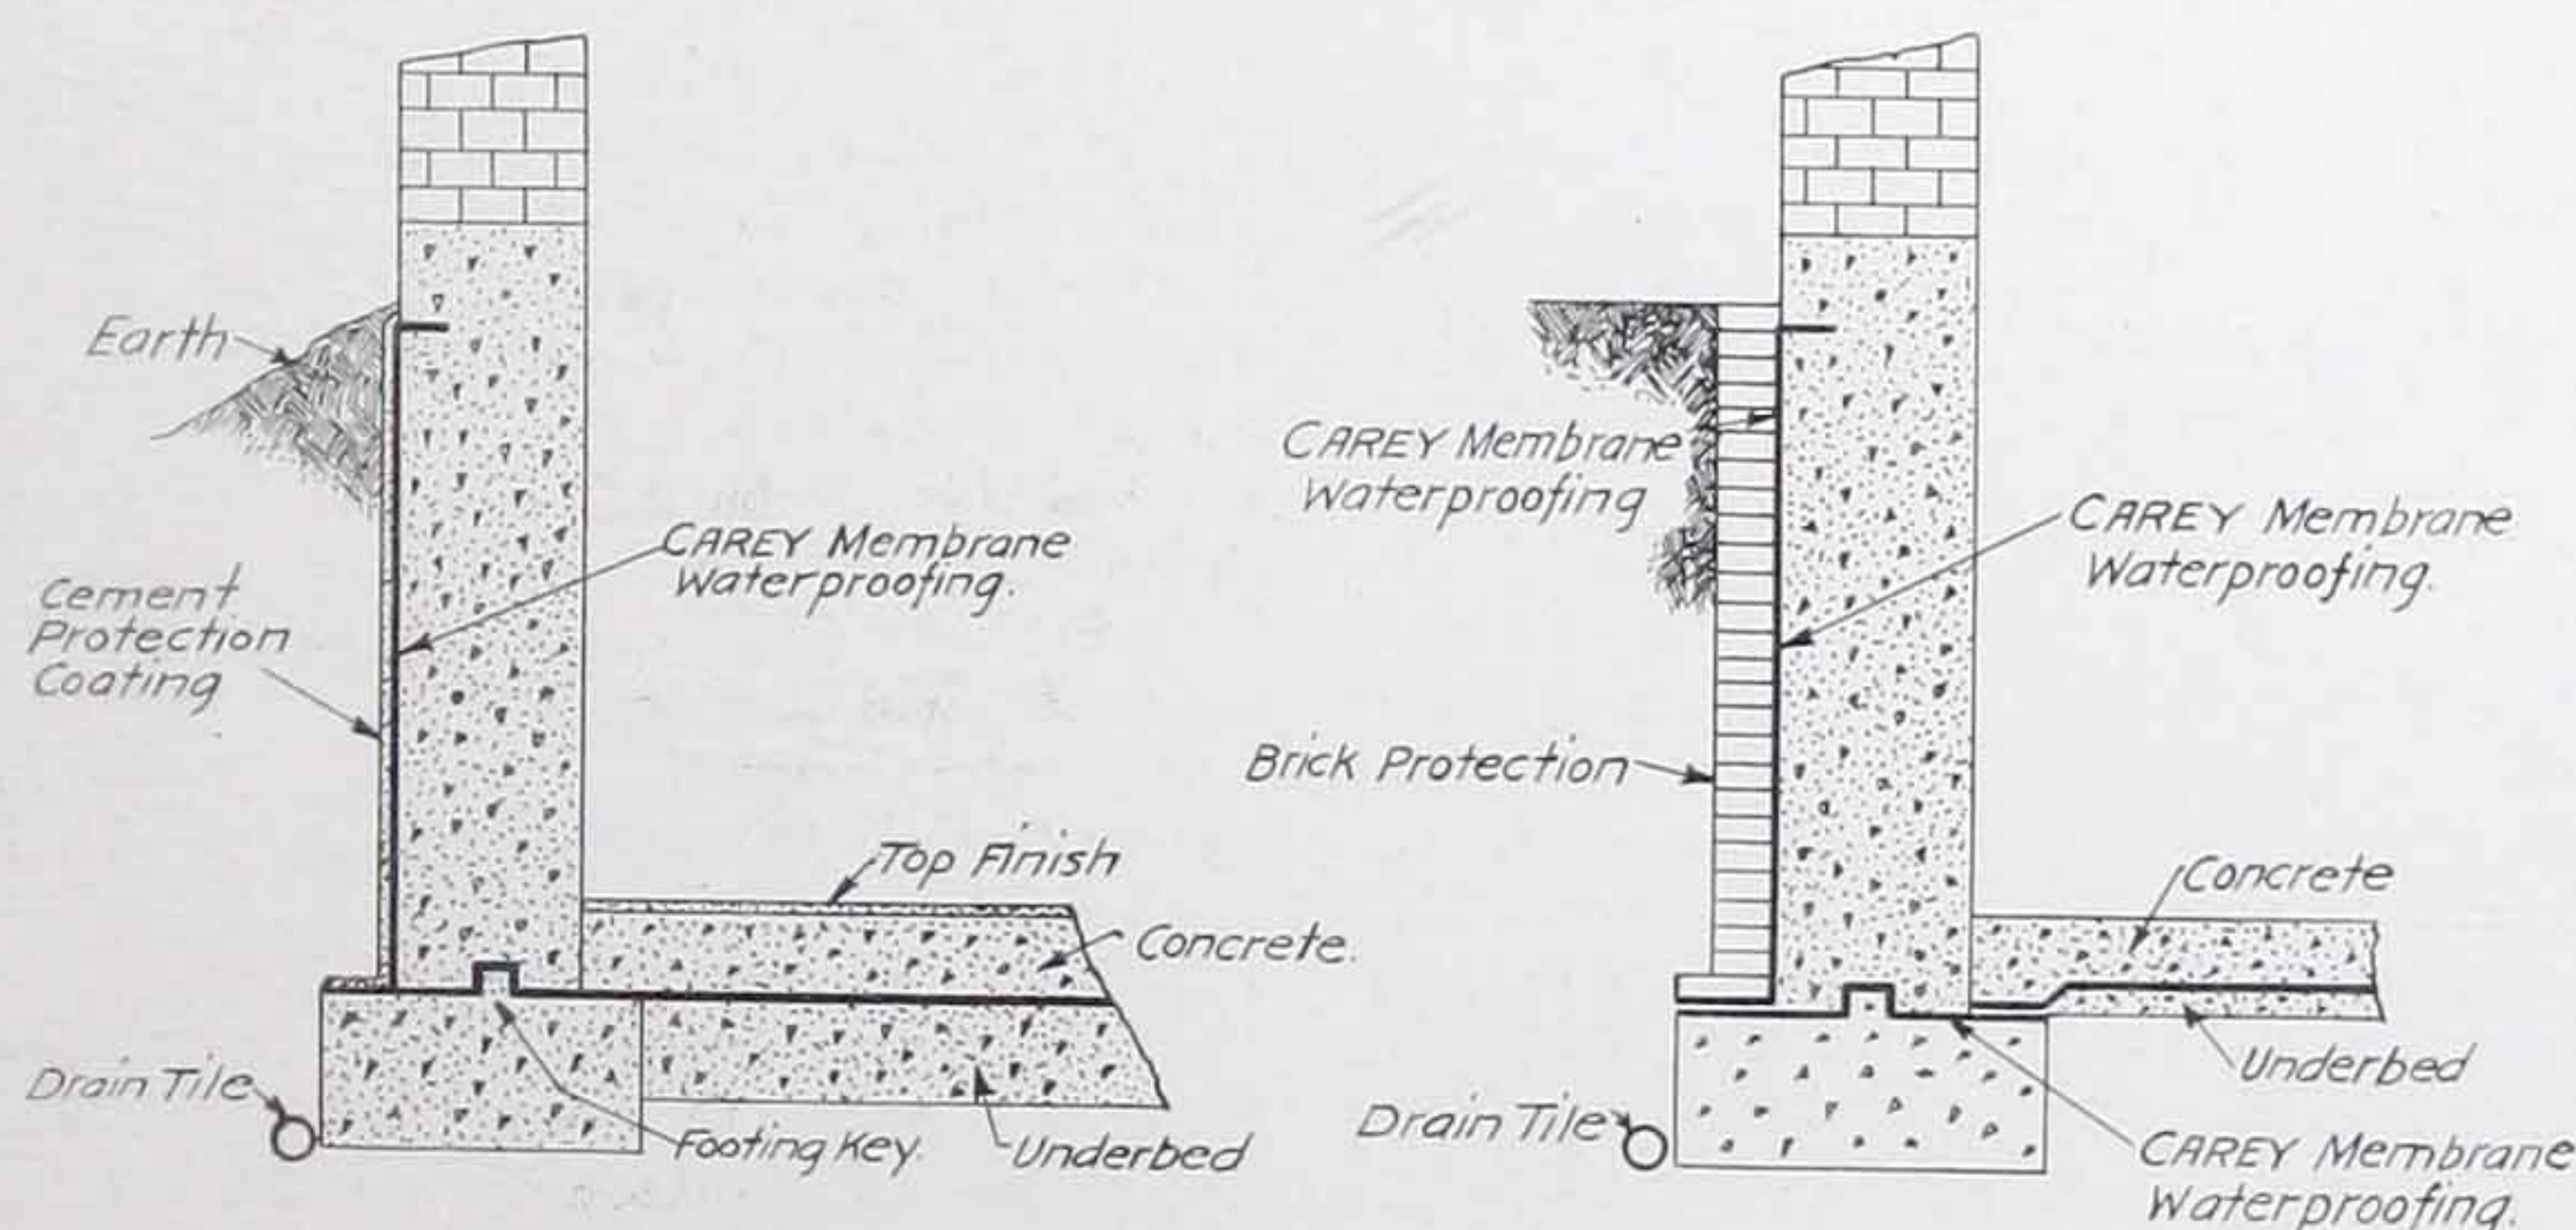 Earth
CAREY Membrane
Waterproofing.
Cement
Protection
Coating
Top Finish
Concrete.
Drain Tile
Footing Key.
Underbed
CAREY Membrane
Waterproofing
CAREY Membrane
Waterproofing.
Brick Protection
Concrete
Underbed
Drain Tile
CAREY Membrane
Waterproofing.